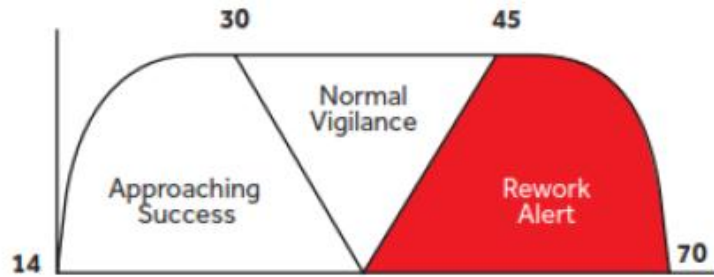 30 45
Normal
Vigilance
Approaching
Success
Rework
Alert
14
70